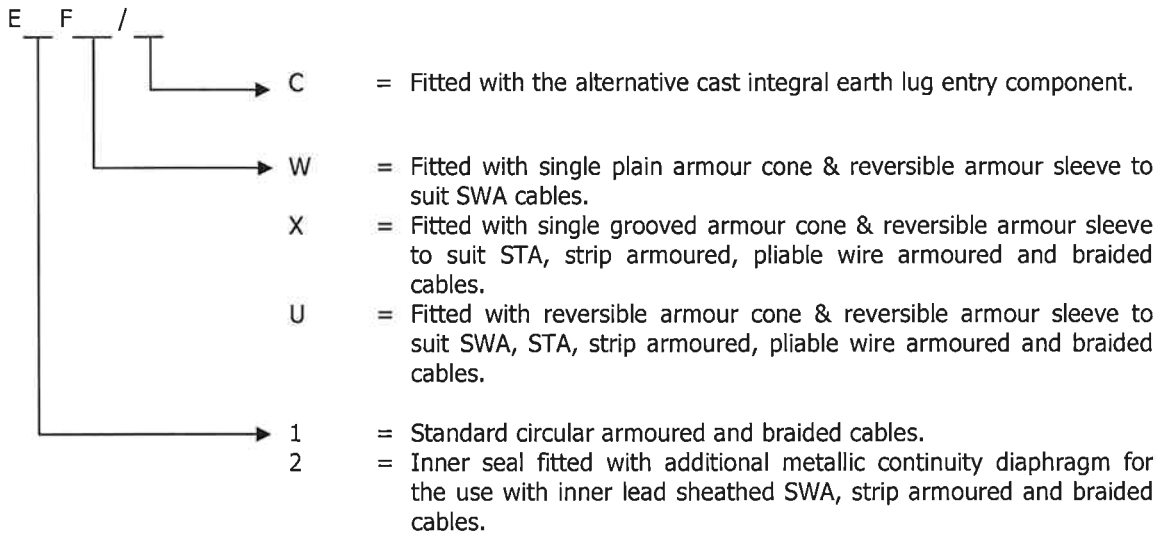 E _ F _ / _
C = Fitted with the alternative cast integral earth lug entry component.
W = Fitted with single plain armour cone & reversible armour sleeve to
suit SWA cables.
X = Fitted with single grooved armour cone & reversible armour sleeve
to suit STA, strip armoured, pliable wire armoured and braided
cables.
U = Fitted with reversible armour cone & reversible armour sleeve to
suit SWA, STA, strip armoured, pliable wire armoured and braided
cables.
1 = Standard circular armoured and braided cables.
2 = Inner seal fitted with additional metallic continuity diaphragm for
the use with inner lead sheathed SWA, strip armoured and braided
cables.